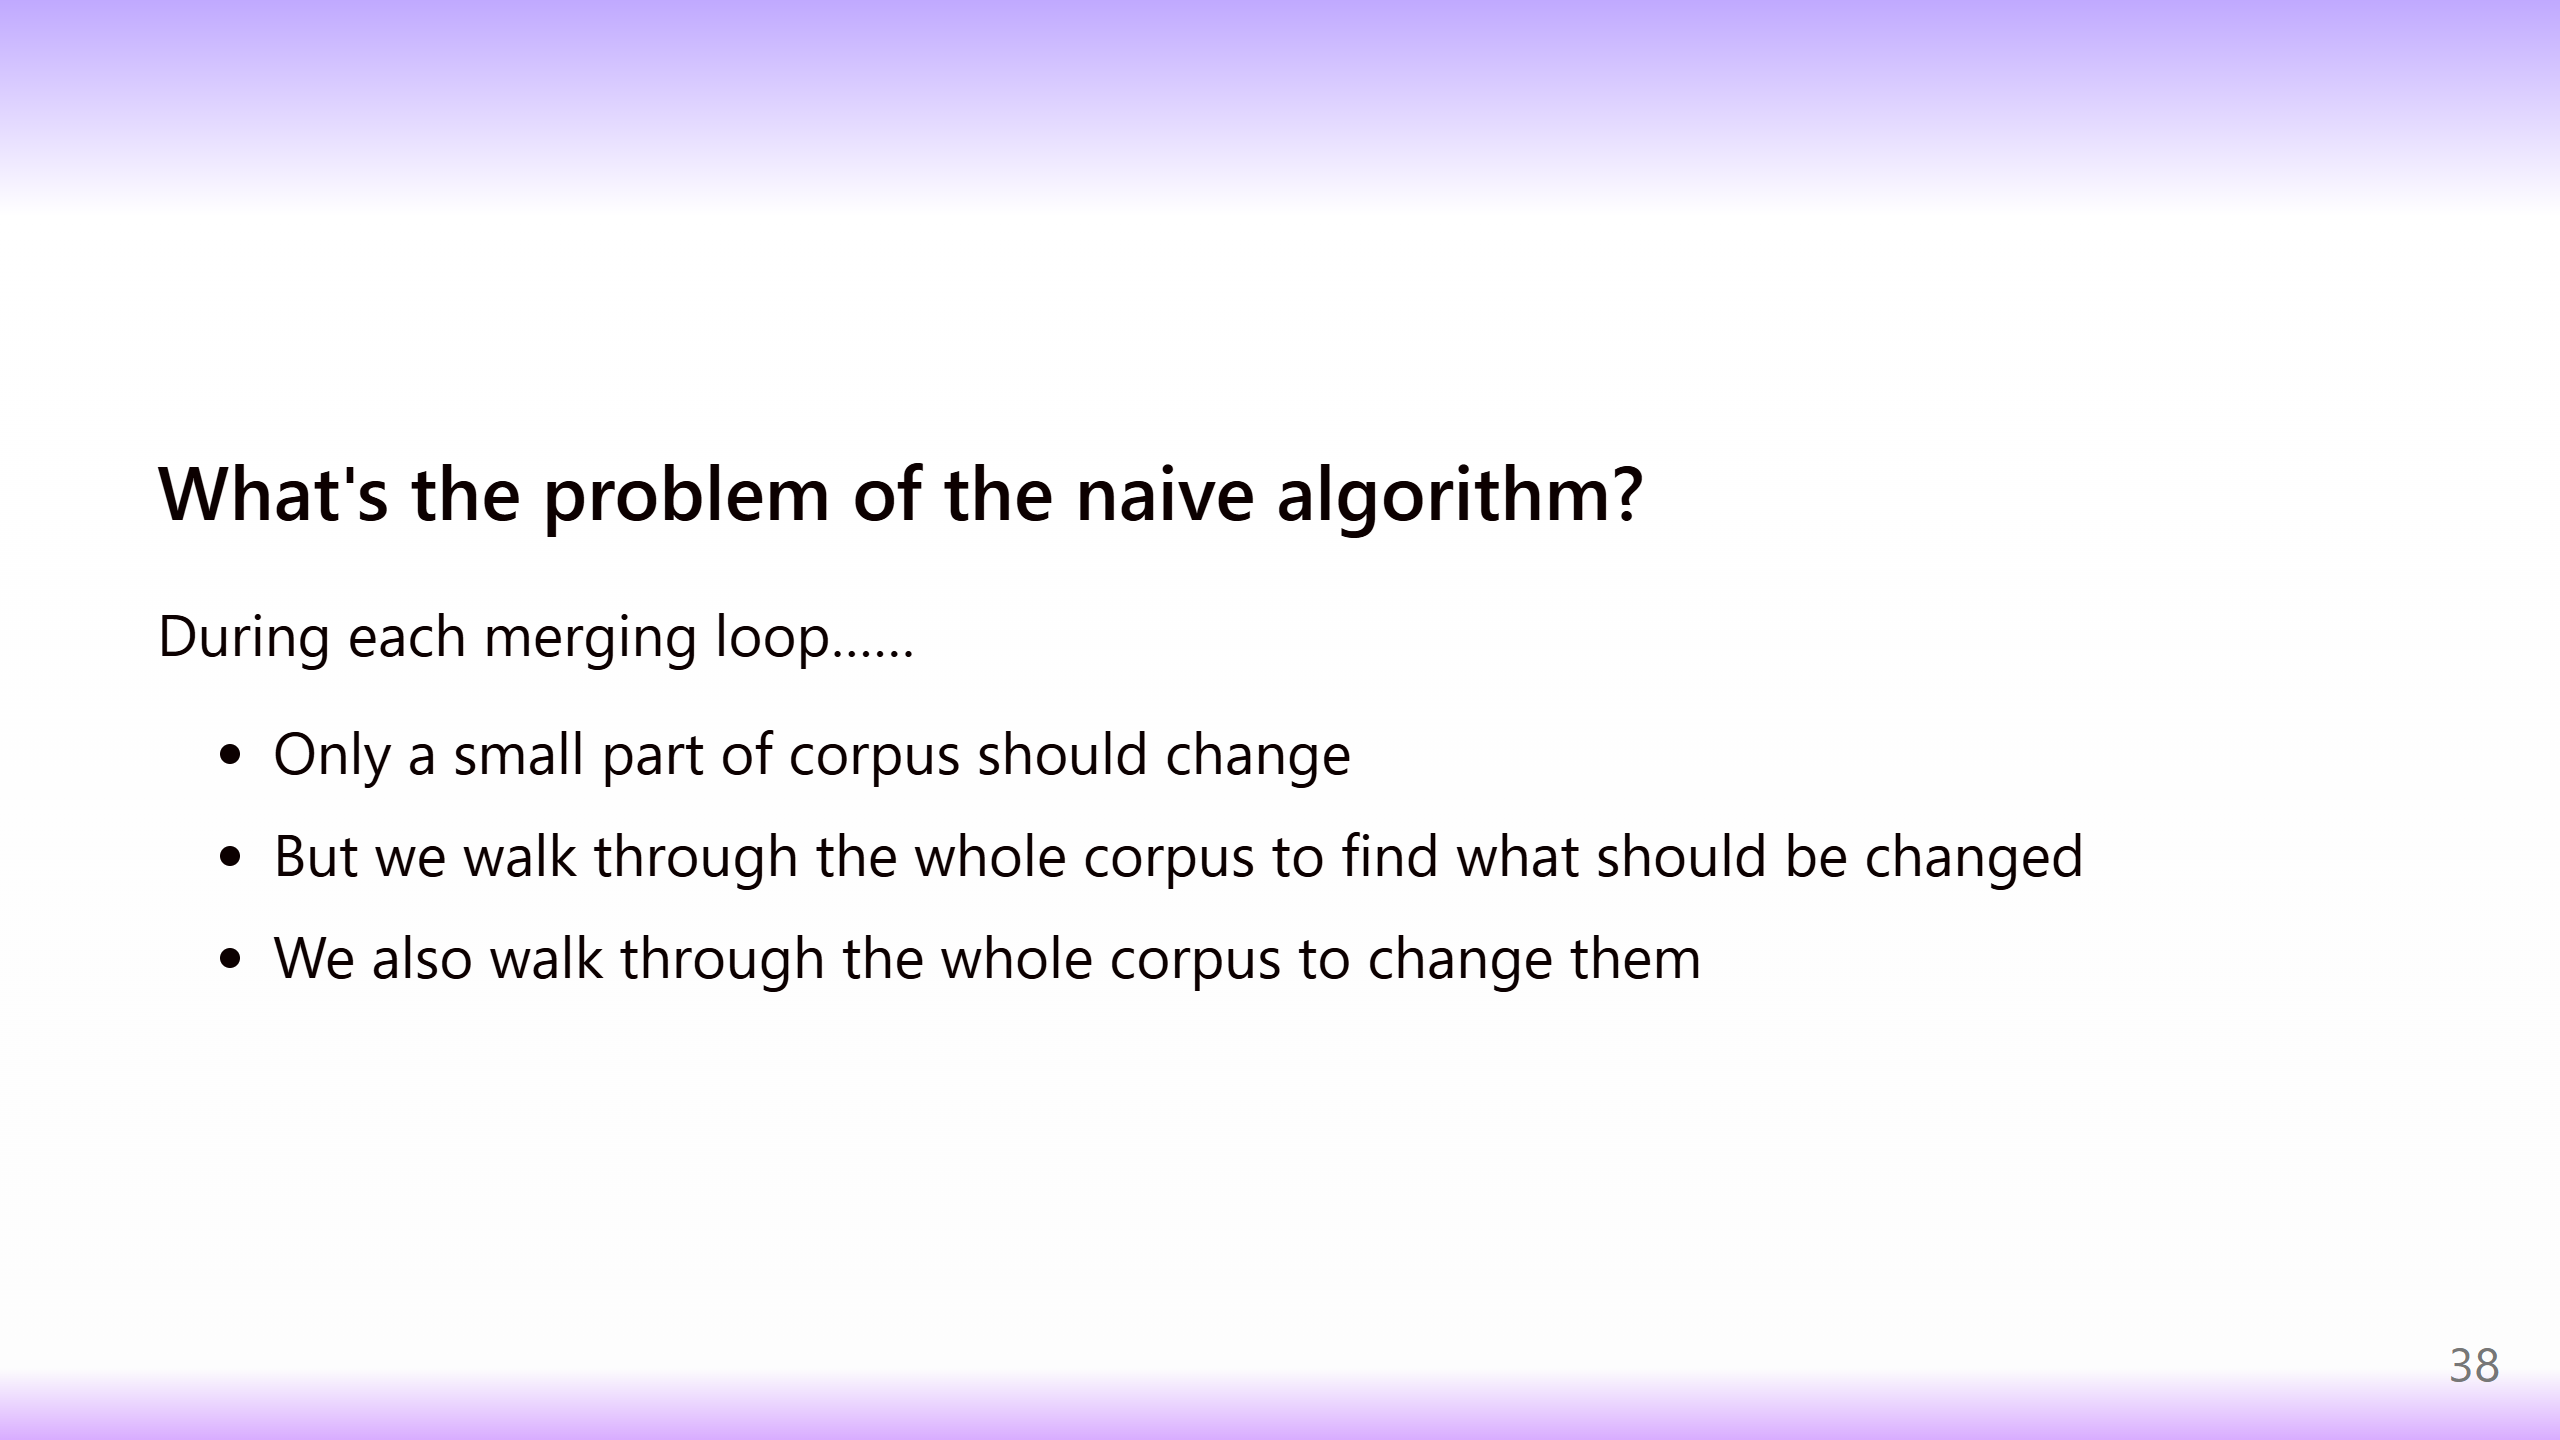 What's the problem of the naive algorithm?
During each merging loop......
• Only a small part of corpus should change
• But we walk through the whole corpus to find what should be changed
• We also walk through the whole corpus to change them
38